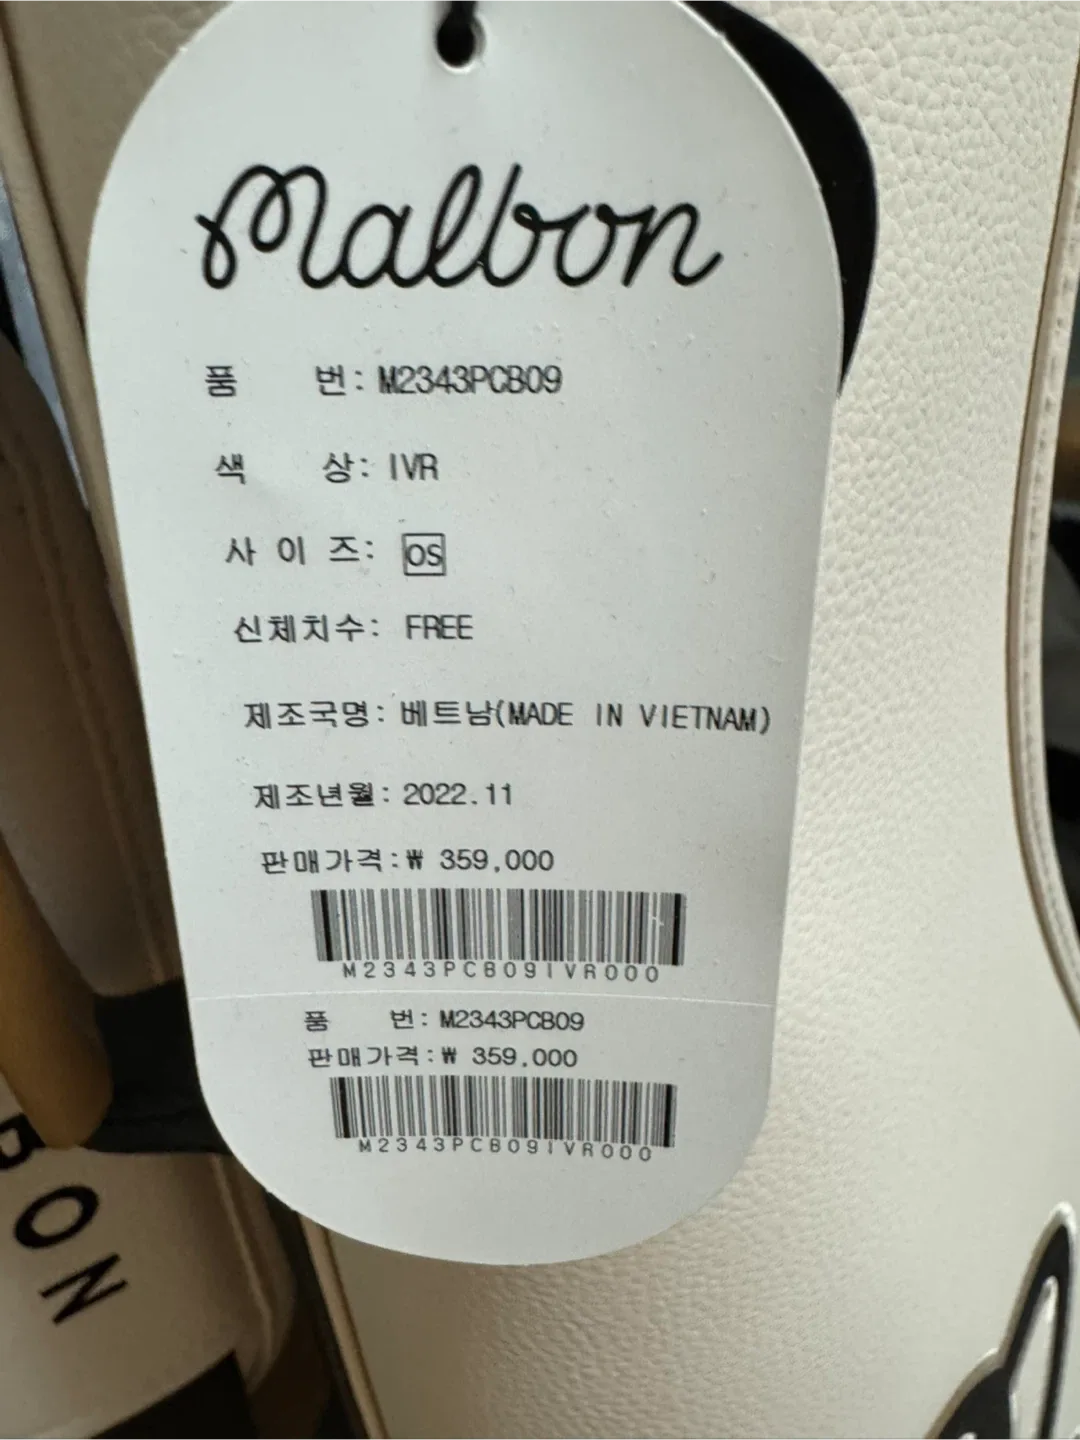 Malbon
품 번: M2343PCB09
색 상: IVR
사 이 즈: OS
신체치수: FREE
제조국명: 베트남(MADE IN VIETNAM)
제조년월: 2022.11
판매가격:₩ 359,000
M2343PCB09IVR000
품 번: M2343PCB09
판매가격:₩ 359,000
M2343PCB09IVR000
BON